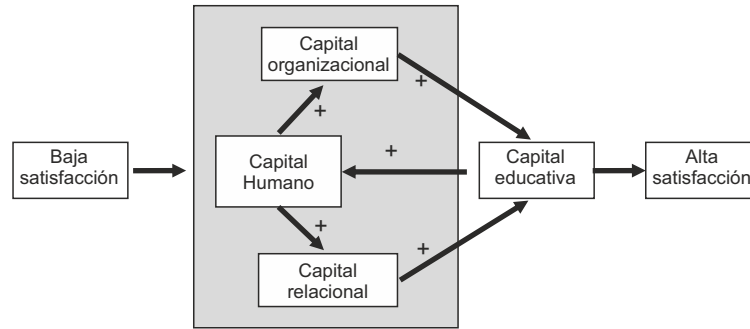 Capital
organizacional
+
+
Baja
satisfacción
Capital
Humano
+
Capital
educativa
Alta
satisfacción
+
+
Capital
relacional